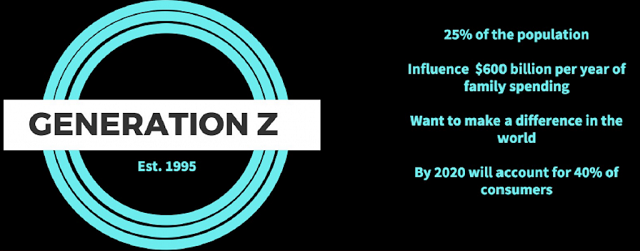 GENERATION Z
Est. 1995
25% of the population
Influence $600 billion per year of
family spending
Want to make a difference in the
world
By 2020 will account for 40% of
consumers